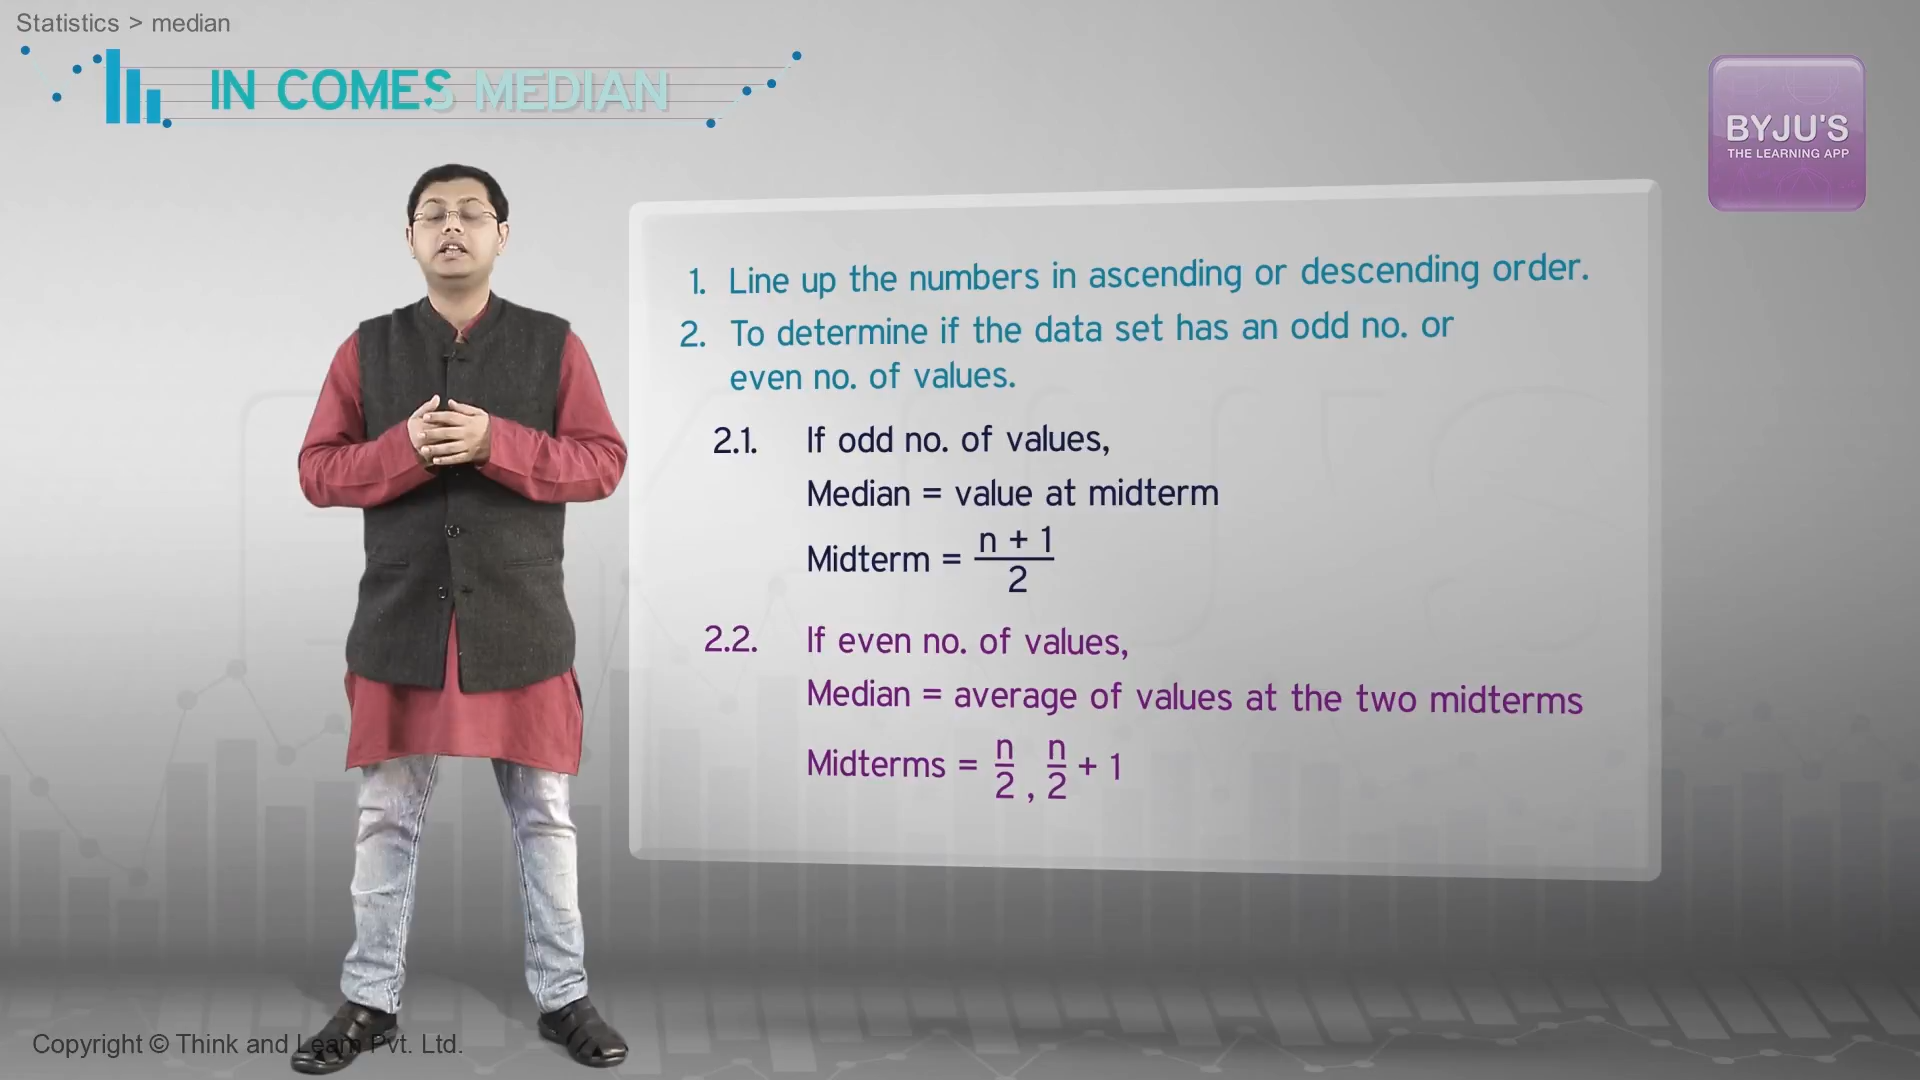 Statistics > median
IN COMES MEDIAN
BYJU'S
THE LEARNING APP
1. Line up the numbers in ascending or descending order.
2. To determine if the data set has an odd no. or
even no. of values.
2.1. If odd no. of values,
Median = value at midterm
Midterm = n + 1 / 2
2.2. If even no. of values,
Median = average of values at the two midterms
Midterms = n/2 , n/2 + 1
Copyright © Think and Learn Pvt. Ltd.